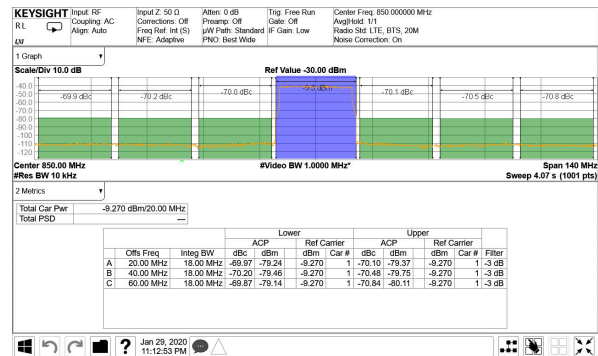 KEYSIGHT Input: RF Input Z: 50 Ω Atten: 0 dB Trig: Free Run Center Freq: 850.000000 MHz
RL Coupling: AC Corrections: Off Preamp: Off Gate: Off Avg|Hold: 1/1
Align: Auto Freq Ref: Int (S) µW Path: Standard IF Gain: Low Radio Std: LTE, BTS, 20M
LXI NFE: Adaptive PNO: Best Wide Noise Correction: On
1 Graph
Scale/Div 10.0 dB Ref Value -30.00 dBm
-40.0
-50.0
-60.0
-70.0
-80.0
-90.0
-100
-110
-120
-69.9 dBc -70.2 dBc -70.0 dBc -9.3 dBm -70.1 dBc -70.5 dBc -70.8 dBc
Center 850.00 MHz #Video BW 1.0000 MHz* Span 140 MHz
#Res BW 10 kHz Sweep 4.07 s (1001 pts)
2 Metrics
Total Car Pwr -9.270 dBm/20.00 MHz
Total PSD ---
Lower Upper
ACP Ref Carrier ACP Ref Carrier
Offs Freq Integ BW dBc dBm dBm Car # dBc dBm dBm Car # Filter
A 20.00 MHz 18.00 MHz -69.97 -79.24 -9.270 1 -70.10 -79.37 -9.270 1 -3 dB
B 40.00 MHz 18.00 MHz -70.20 -79.46 -9.270 1 -70.48 -79.75 -9.270 1 -3 dB
C 60.00 MHz 18.00 MHz -69.87 -79.14 -9.270 1 -70.84 -80.11 -9.270 1 -3 dB
? Jan 29, 2020
11:12:53 PM